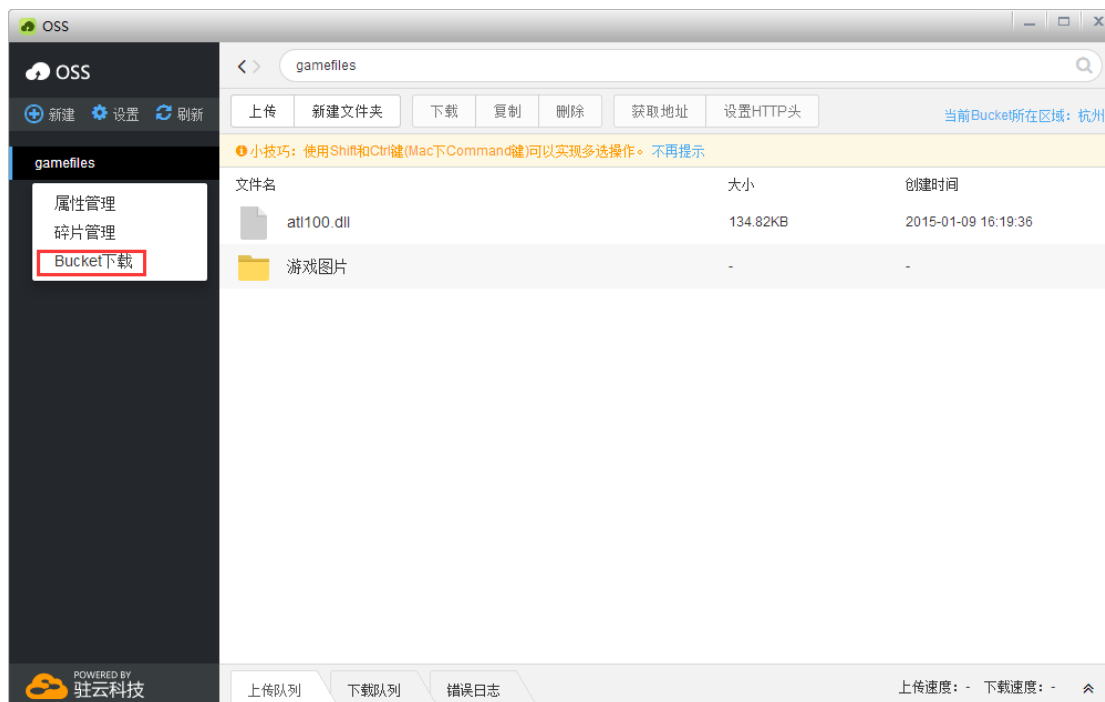 OSS
OSS
gamefiles
新建 设置 刷新
上传 新建文件夹 下载 复制 删除 获取地址 设置HTTP头 当前Bucket所在区域：杭州
gamefiles
小技巧：使用Shift和Ctrl键(Mac下Command键)可以实现多选操作。 不再提示
文件名 大小 创建时间
属性管理
碎片管理
Bucket下载
atl100.dll 134.82KB 2015-01-09 16:19:36
游戏图片 - -
POWERED BY
驻云科技
上传队列 下载队列 错误日志 上传速度：- 下载速度：-